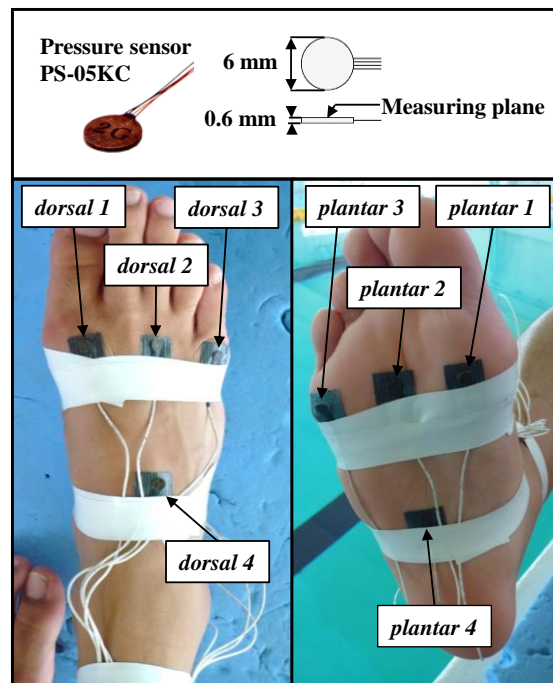 Pressure sensor
PS-05KC
2G
6 mm
0.6 mm
Measuring plane
dorsal 1
dorsal 3
dorsal 2
dorsal 4
plantar 3
plantar 1
plantar 2
plantar 4